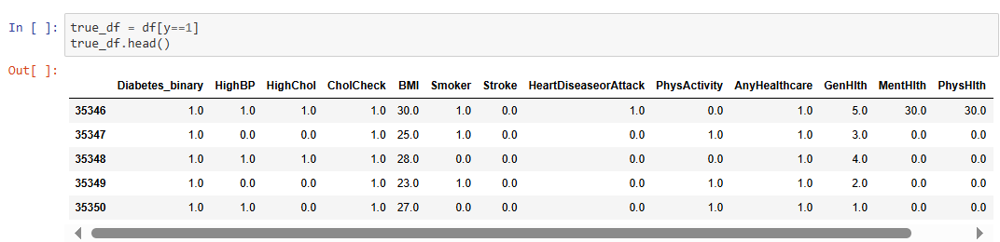 In [ ]: true_df = df[y==1]
true_df.head()
Out[ ]:
Diabetes_binary HighBP HighChol CholCheck BMI Smoker Stroke HeartDiseaseorAttack PhysActivity AnyHealthcare GenHlth MentHlth PhysHlth
35346 1.0 1.0 1.0 1.0 30.0 1.0 0.0 1.0 0.0 1.0 5.0 30.0 30.0
35347 1.0 0.0 0.0 1.0 25.0 1.0 0.0 0.0 1.0 1.0 3.0 0.0 0.0
35348 1.0 1.0 1.0 1.0 28.0 0.0 0.0 0.0 0.0 1.0 4.0 0.0 0.0
35349 1.0 0.0 0.0 1.0 23.0 1.0 0.0 0.0 1.0 1.0 2.0 0.0 0.0
35350 1.0 1.0 0.0 1.0 27.0 0.0 0.0 0.0 1.0 1.0 1.0 0.0 0.0